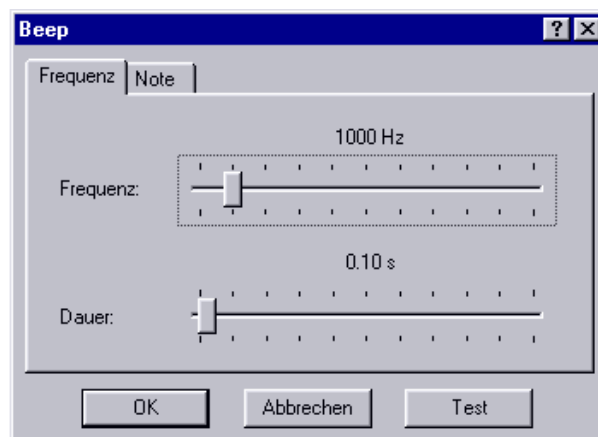 Beep
Frequenz Note
1000 Hz
Frequenz:
0.10 s
Dauer:
OK Abbrechen Test